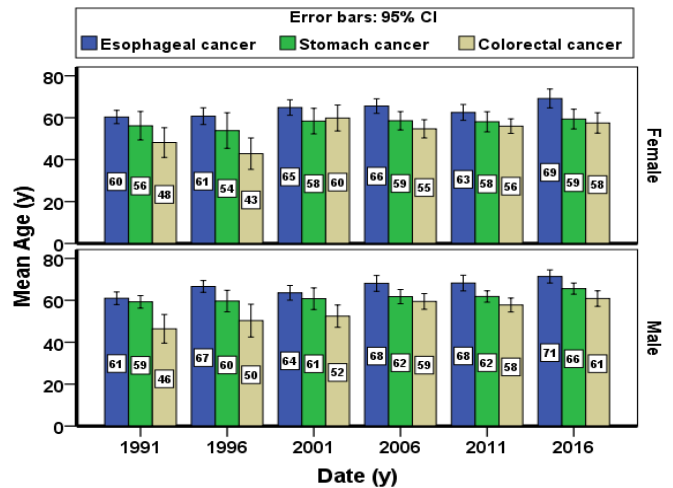 Error bars: 95% CI
Esophageal cancer Stomach cancer Colorectal cancer
Mean Age (y)
80
60
40
20
0
60 56 48 61 54 43 65 58 60 66 59 55 63 58 56 69 59 58
Female
80
60
40
20
0
61 59 46 67 60 50 64 61 52 68 62 59 68 62 58 71 66 61
Male
1991 1996 2001 2006 2011 2016
Date (y)